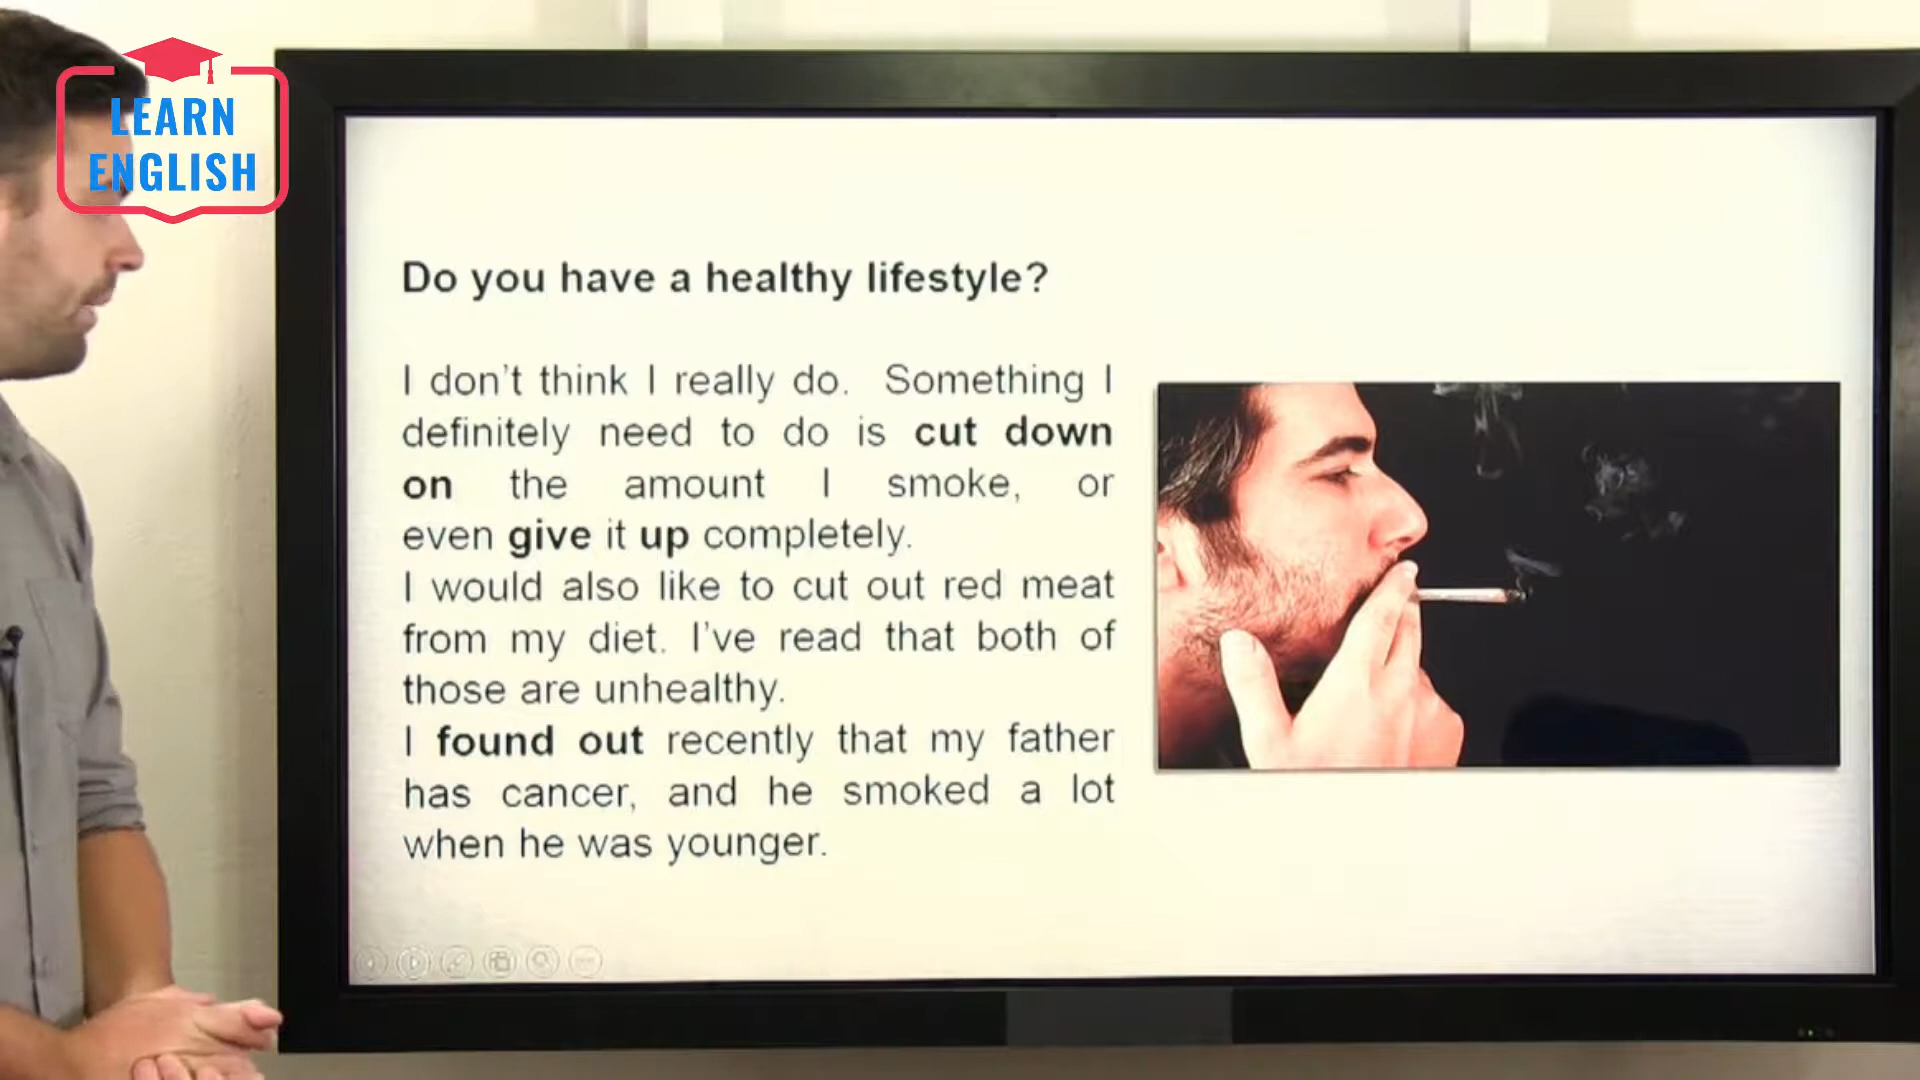 LEARN
ENGLISH
Do you have a healthy lifestyle?
I don't think I really do. Something I
definitely need to do is cut down
on the amount I smoke, or
even give it up completely.
I would also like to cut out red meat
from my diet. I've read that both of
those are unhealthy.
I found out recently that my father
has cancer, and he smoked a lot
when he was younger.